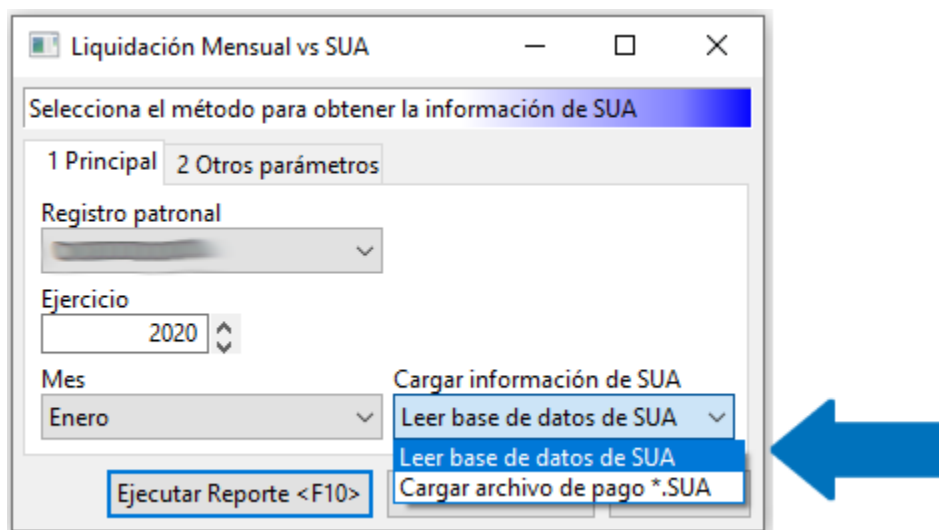 Liquidación Mensual vs SUA
Selecciona el método para obtener la información de SUA
1 Principal
2 Otros parámetros
Registro patronal
Ejercicio
2020
Mes
Cargar información de SUA
Enero
Leer base de datos de SUA
Leer base de datos de SUA
Cargar archivo de pago *.SUA
Ejecutar Reporte <F10>